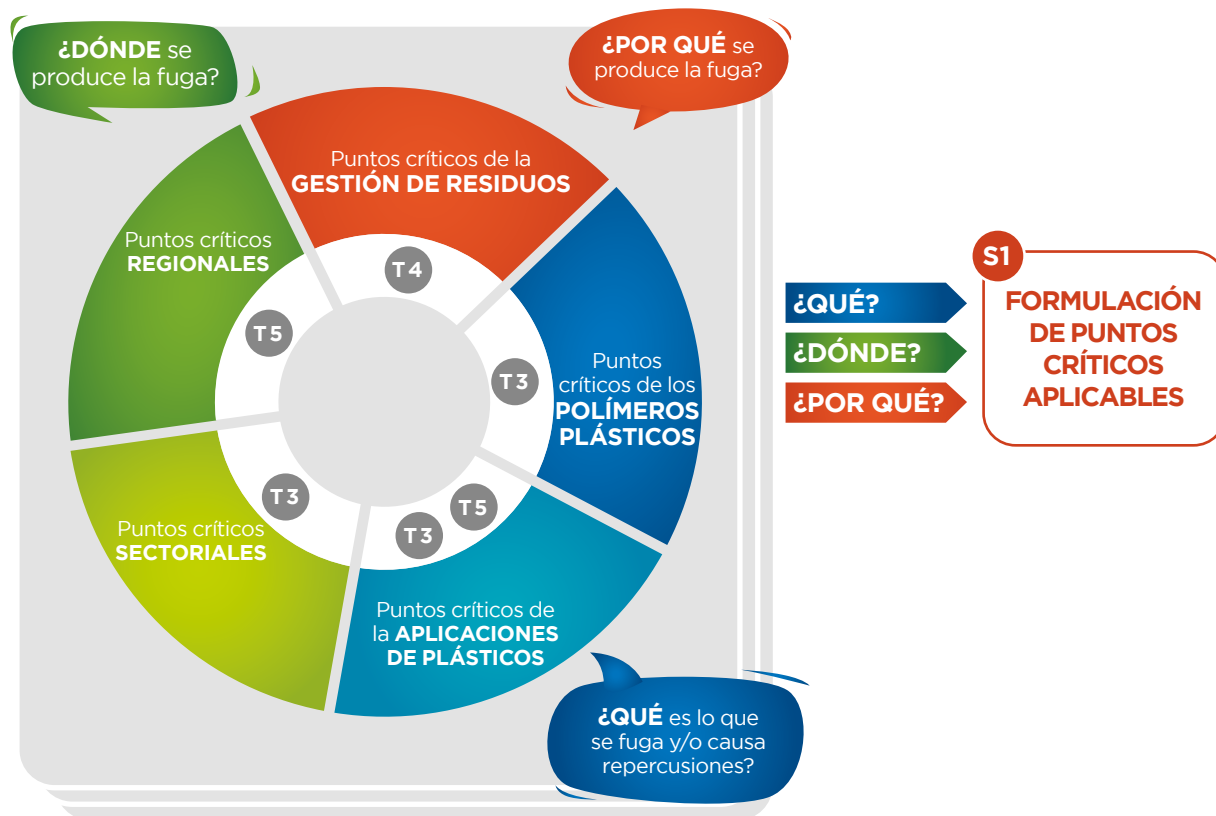 ¿DÓNDE se
produce la fuga?
¿POR QUÉ se
produce la fuga?
Puntos críticos de la
GESTIÓN DE RESIDUOS
T4
Puntos críticos
REGIONALES
T5
Puntos
críticos de los
POLÍMEROS
PLÁSTICOS
T3
Puntos críticos
SECTORIALES
T3
Puntos críticos de
la APLICACIONES
DE PLÁSTICOS
T3
T5
¿QUÉ es lo que
se fuga y/o causa
repercusiones?
¿QUÉ?
¿DÓNDE?
¿POR QUÉ?
S1
FORMULACIÓN
DE PUNTOS
CRÍTICOS
APLICABLES